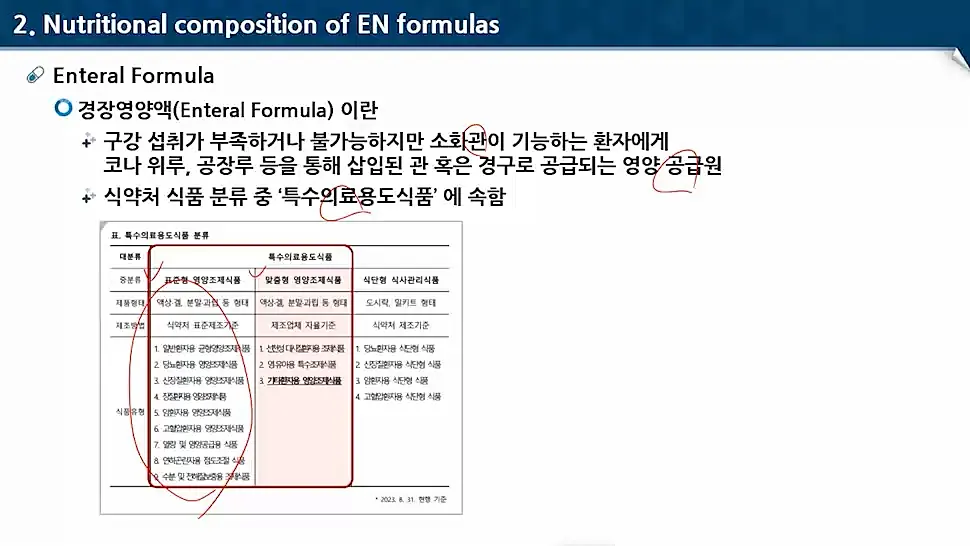 2. Nutritional composition of EN formulas
Enteral Formula
경장영양액(Enteral Formula) 이란
구강 섭취가 부족하거나 불가능하지만 소화관이 기능하는 환자에게
코나 위루, 공장루 등을 통해 삽입된 관 혹은 경구로 공급되는 영양 공급원
식약처 식품 분류 중 ‘특수의료용도식품’ 에 속함
표. 특수의료용도식품 분류
대분류 특수의료용도식품
중분류 표준형 영양조제식품 맞춤형 영양조제식품 식단형 식사관리식품
제품형태 액상·겔, 분말·과립 등 형태 액상·겔, 분말·과립 등 형태 도시락, 밀키트 형태
제조방법 식약처 표준제조기준 제조업체 자율기준 식약처 제조기준
1. 일반환자용 균형영양조제식품 1. 선천성 대사질환자용 조제식품 1. 당뇨환자용 식단형 식품
2. 당뇨환자용 영양조제식품 2. 영·유아용 특수조제식품 2. 신장질환자용 식단형 식품
3. 신장질환자용 영양조제식품 3. 기타환자용 영양조제식품 3. 암환자용 식단형 식품
4. 장질환자용 영양조제식품 4. 고혈압환자용 식단형 식품
식품유형 5. 암환자용 영양조제식품
6. 고혈압환자용 영양조제식품
7. 열량 및 영양공급용 식품
8. 연하곤란자용 점도조절 식품
9. 수분 및 전해질보충용 조제식품
* 2023. 8. 31. 현행 기준